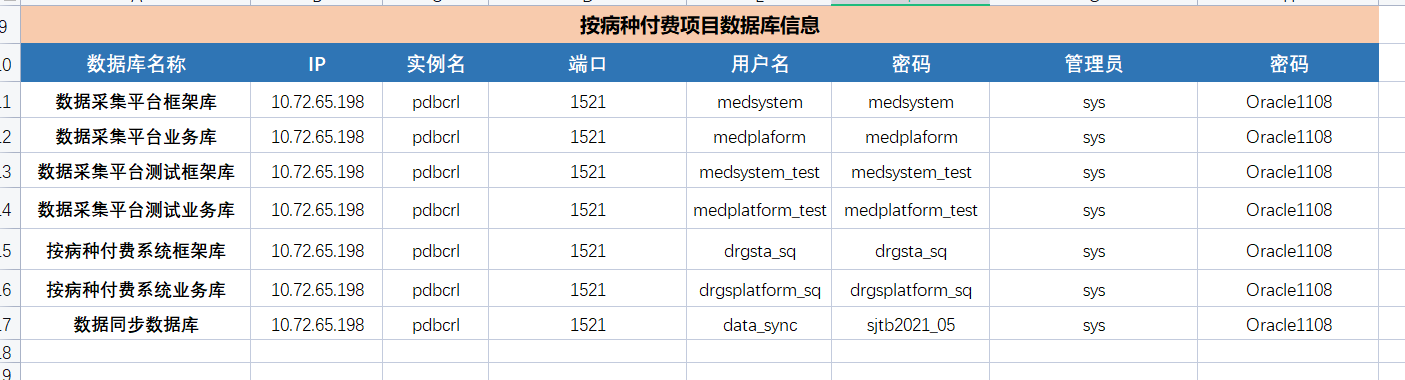 9 按病种付费项目数据库信息
10 数据库名称 IP 实例名 端口 用户名 密码 管理员 密码
11 数据采集平台框架库 10.72.65.198 pdbcrl 1521 medsystem medsystem sys Oracle1108
12 数据采集平台业务库 10.72.65.198 pdbcrl 1521 medplaform medplaform sys Oracle1108
13 数据采集平台测试框架库 10.72.65.198 pdbcrl 1521 medsystem_test medsystem_test sys Oracle1108
14 数据采集平台测试业务库 10.72.65.198 pdbcrl 1521 medplatform_test medplatform_test sys Oracle1108
15 按病种付费系统框架库 10.72.65.198 pdbcrl 1521 drgsta_sq drgsta_sq sys Oracle1108
16 按病种付费系统业务库 10.72.65.198 pdbcrl 1521 drgsplatform_sq drgsplatform_sq sys Oracle1108
17 数据同步数据库 10.72.65.198 pdbcrl 1521 data_sync sjtb2021_05 sys Oracle1108
18